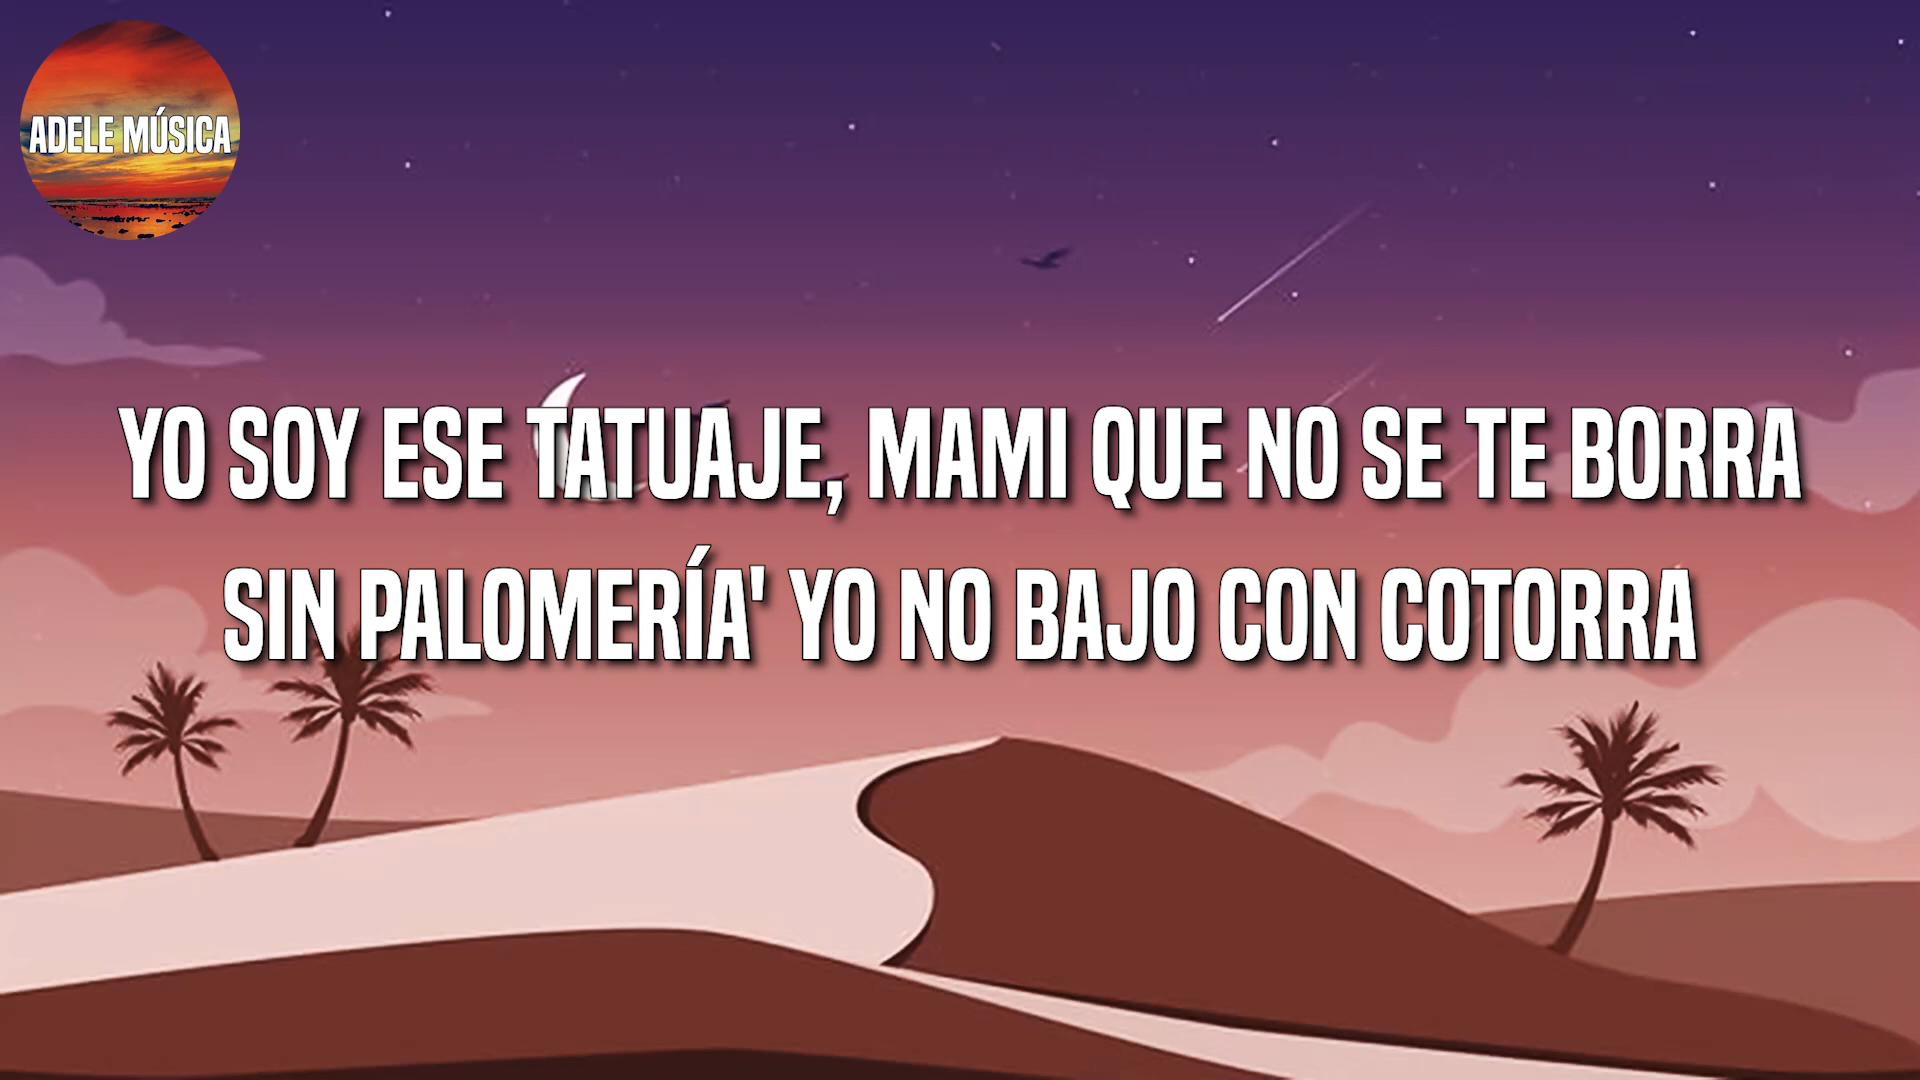 ADELE MÚSICA
YO SOY ESE TATUAJE, MAMI QUE NO SE TE BORRA
SIN PALOMERÍA' YO NO BAJO CON COTORRA